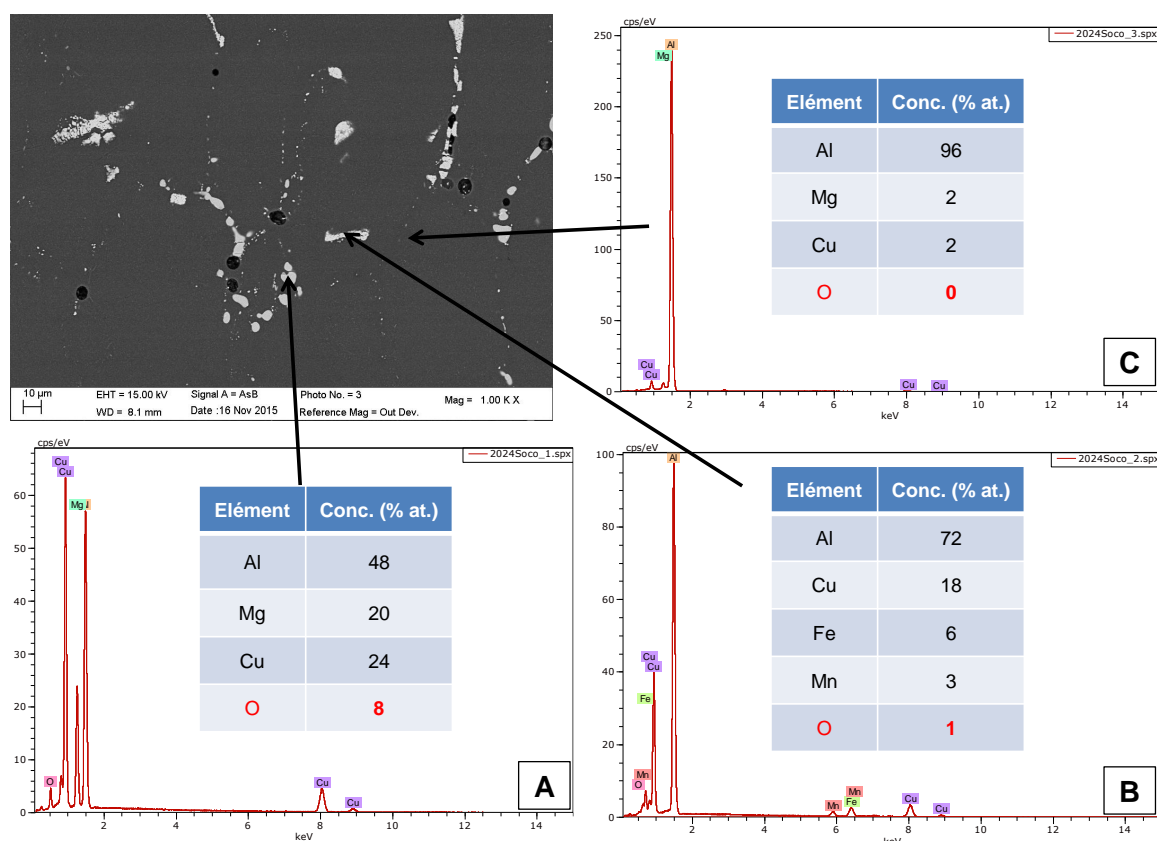 10 µm
EHT = 15.00 kV
WD = 8.1 mm
Signal A = AsB
Date :16 Nov 2015
Photo No. = 3
Reference Mag = Out Dev.
Mag = 1.00 K X
cps/eV
2024Soco_3.spx
250
200
150
100
50
0
Al
Mg
Cu
Cu
Cu
Cu
2
4
6
8
10
12
14
keV
Elément Conc. (% at.)
Al 96
Mg 2
Cu 2
O 0
C
cps/eV
2024Soco_1.spx
60
50
40
30
20
10
0
Cu
Cu
Mg
O
Cu
Cu
2
4
6
8
10
12
14
keV
Elément Conc. (% at.)
Al 48
Mg 20
Cu 24
O 8
A
cps/eV
2024Soco_2.spx
100
80
60
40
20
0
Al
Cu
Cu
Fe
Mn
O
Mn
Mn
Fe
Cu
Cu
2
4
6
8
10
12
14
keV
Elément Conc. (% at.)
Al 72
Cu 18
Fe 6
Mn 3
O 1
B